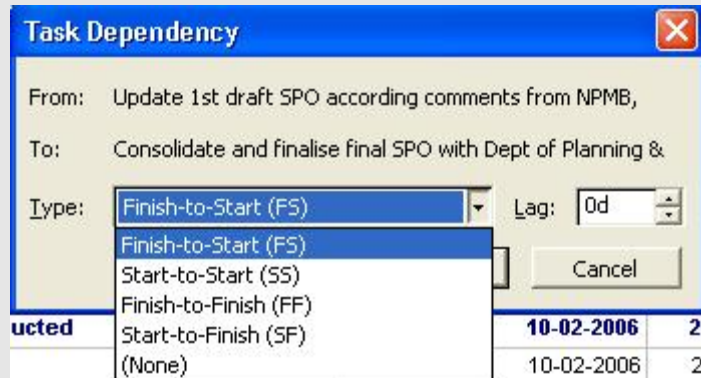 Task Dependency
From: Update 1st draft SPO according comments from NPMB,
To: Consolidate and finalise final SPO with Dept of Planning &
Type: Finish-to-Start (FS) Lag: 0d
Finish-to-Start (FS)
Start-to-Start (SS) Cancel
Finish-to-Finish (FF)
Start-to-Finish (SF)
ucted 10-02-2006 2
(None) 10-02-2006 2